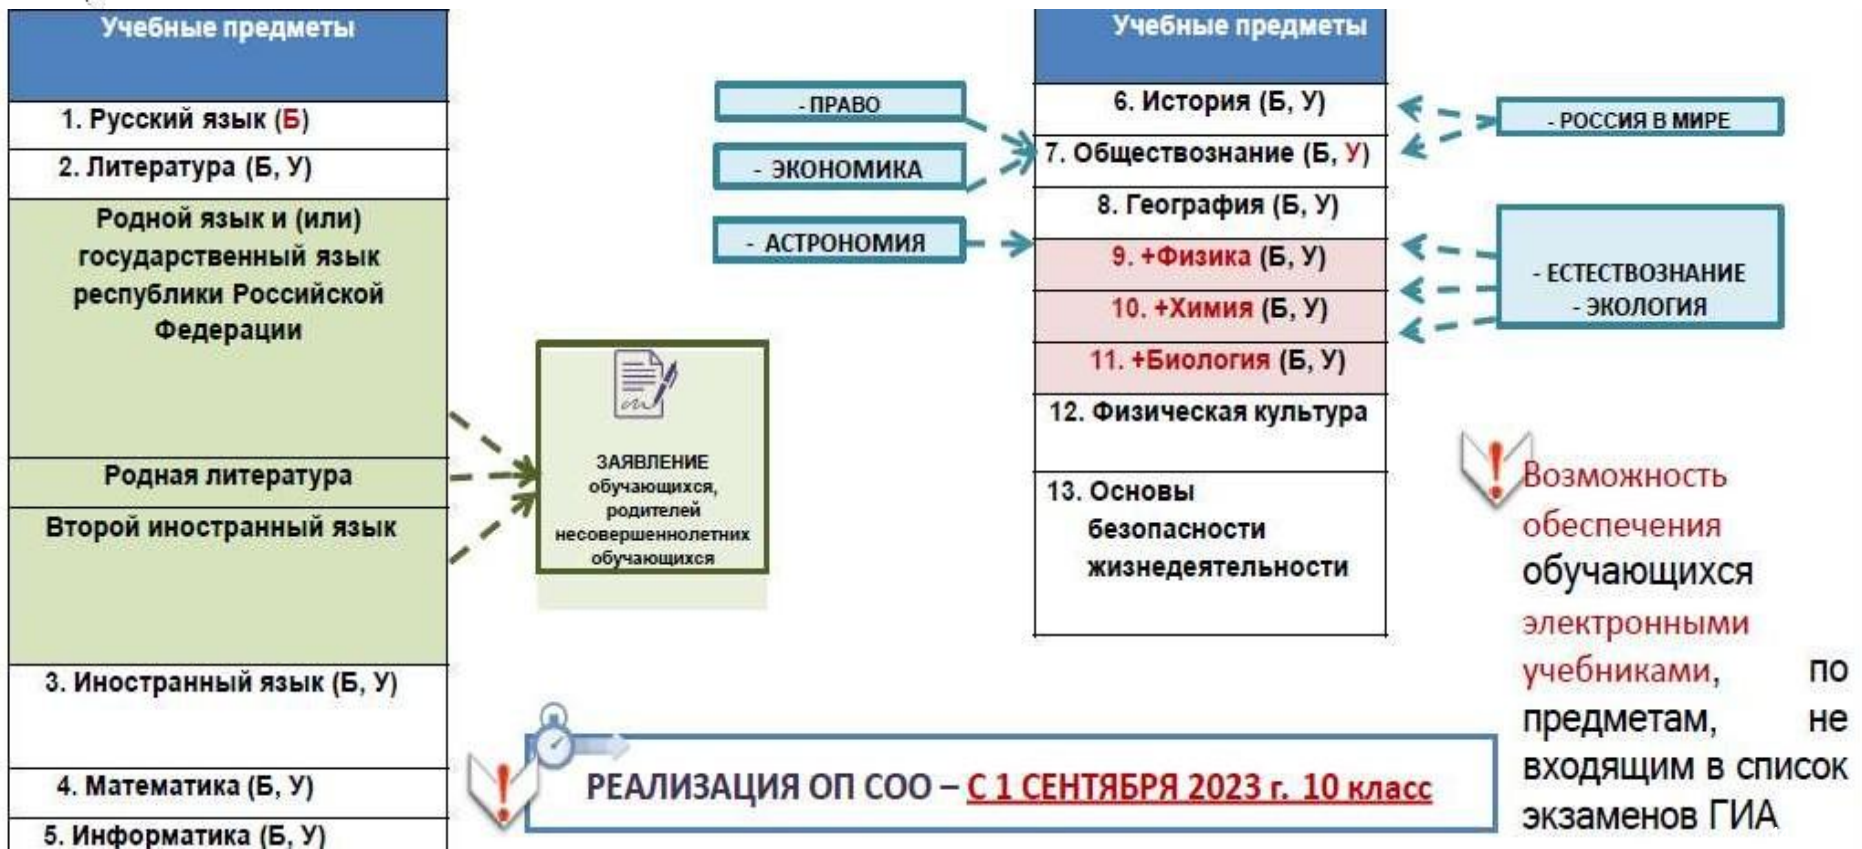 Учебные предметы
1. Русский язык (Б)
2. Литература (Б, У)
Родной язык и (или)
государственный язык
республики Российской
Федерации
Родная литература
Второй иностранный язык
3. Иностранный язык (Б, У)
4. Математика (Б, У)
5. Информатика (Б, У)
ЗАЯВЛЕНИЕ
обучающихся,
родителей
несовершеннолетних
обучающихся
- ПРАВО
- ЭКОНОМИКА
- АСТРОНОМИЯ
Учебные предметы
6. История (Б, У)
7. Обществознание (Б, У)
8. География (Б, У)
9. +Физика (Б, У)
10. +Химия (Б, У)
11. +Биология (Б, У)
12. Физическая культура
13. Основы
безопасности
жизнедеятельности
- РОССИЯ В МИРЕ
- ЕСТЕСТВОЗНАНИЕ
- ЭКОЛОГИЯ
Возможность
обеспечения
обучающихся
электронными
учебниками, по
предметам, не
входящим в список
экзаменов ГИА
РЕАЛИЗАЦИЯ ОП СОО – С 1 СЕНТЯБРЯ 2023 г. 10 класс